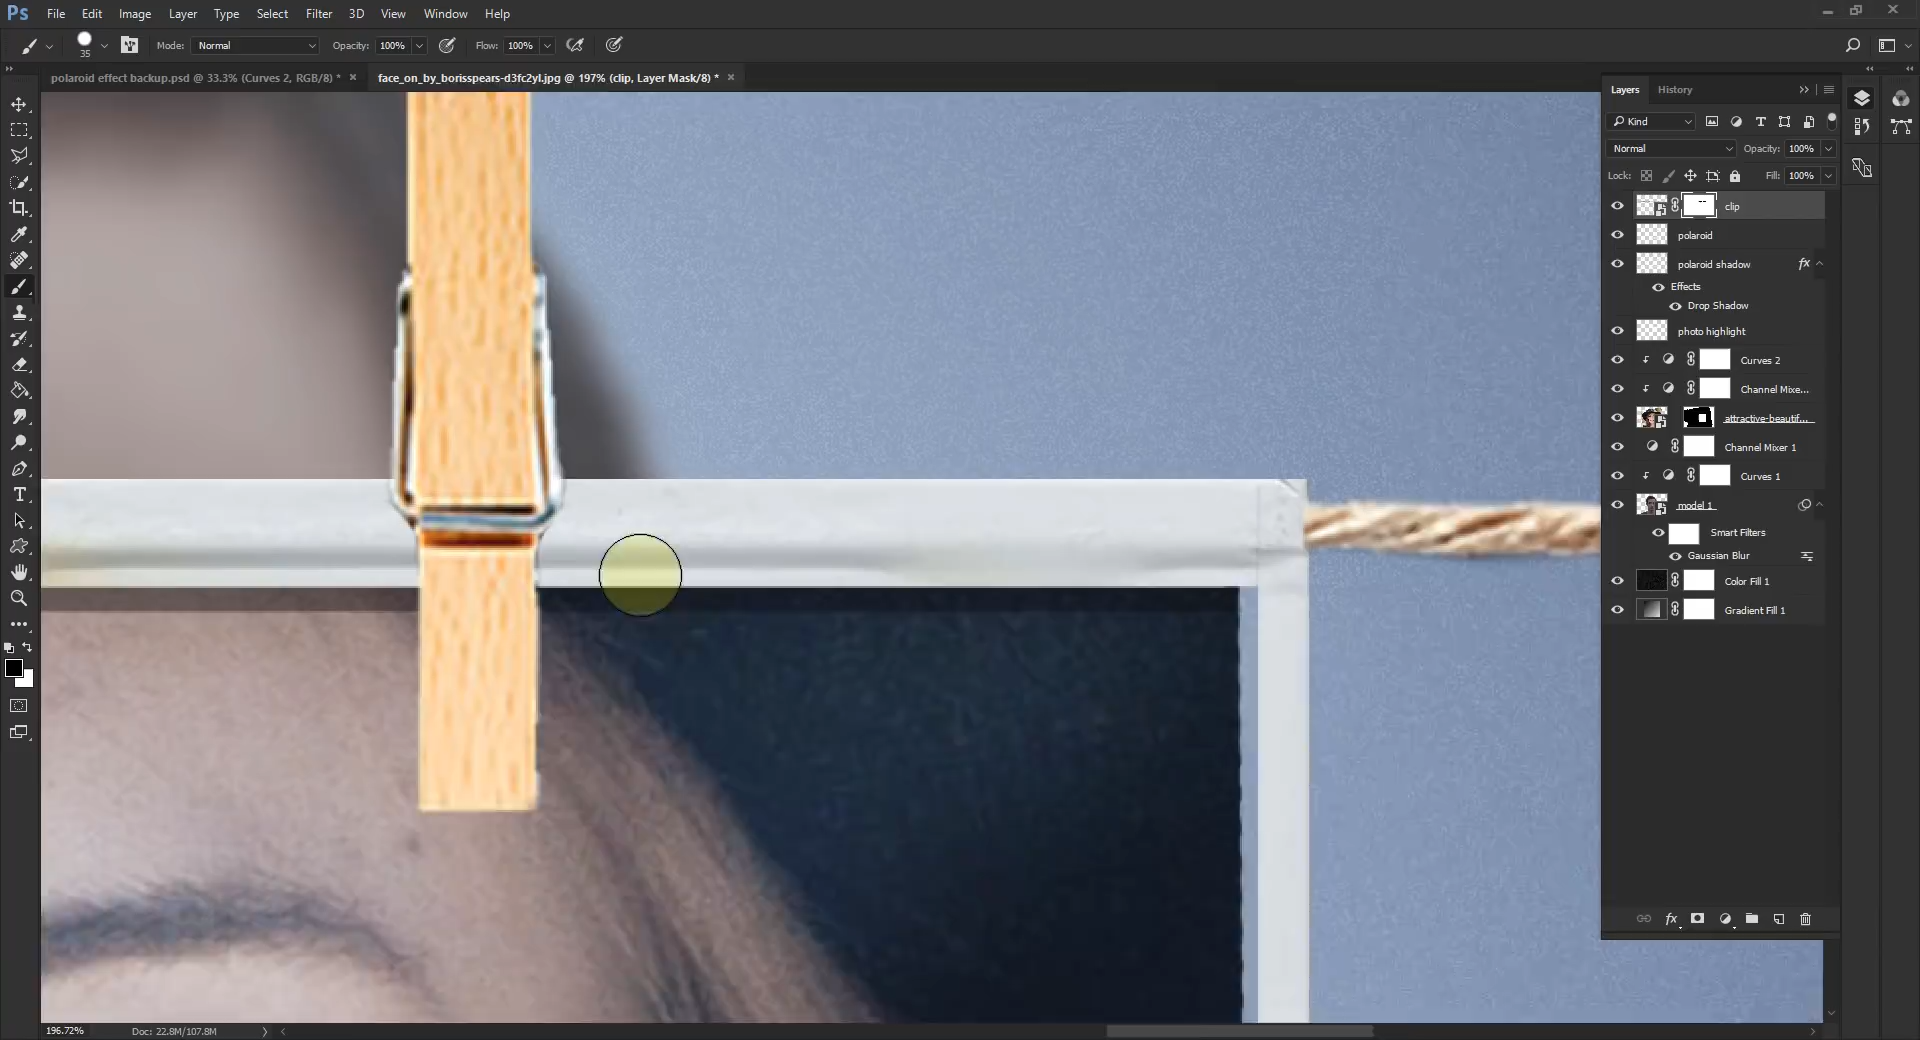 Ps File Edit Image Layer Type Select Filter 3D View Window Help
35 Mode: Normal Opacity: 100% Flow: 100%
polaroid effect backup.psd @ 33.3% (Curves 2, RGB/8) * × face_on_by_borisspears-d3fc2yl.jpg @ 197% (clip, Layer Mask/8) * ×
Layers History
Kind
Normal Opacity: 100%
Lock: Fill: 100%
clip
polaroid
polaroid shadow fx
Effects
Drop Shadow
photo highlight
Curves 2
Channel Mixe...
attractive-beautif...
Channel Mixer 1
Curves 1
model 1
Smart Filters
Gaussian Blur
Color Fill 1
Gradient Fill 1
fx
196.72% Doc: 22.8M/107.8M